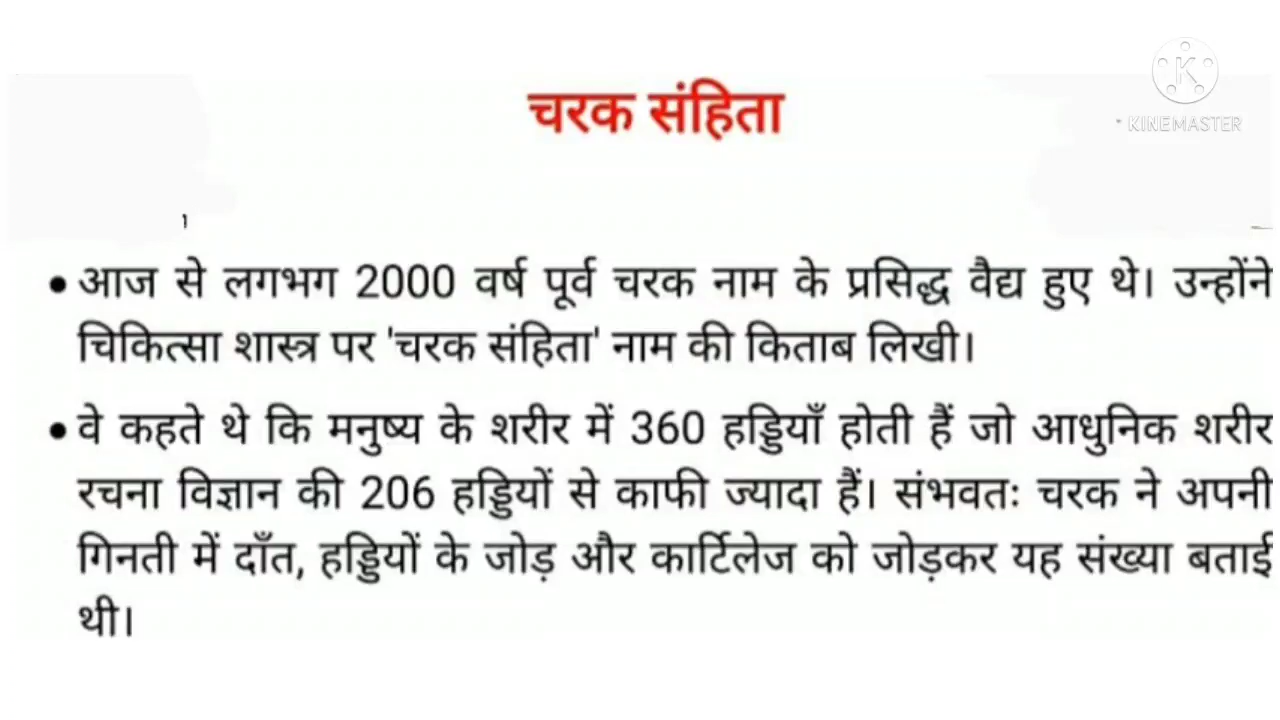 चरक संहिता
KINEMASTER
• आज से लगभग 2000 वर्ष पूर्व चरक नाम के प्रसिद्ध वैद्य हुए थे। उन्होंने
चिकित्सा शास्त्र पर 'चरक संहिता' नाम की किताब लिखी।
• वे कहते थे कि मनुष्य के शरीर में 360 हड्डियाँ होती हैं जो आधुनिक शरीर
रचना विज्ञान की 206 हड्डियों से काफी ज्यादा हैं। संभवतः चरक ने अपनी
गिनती में दाँत, हड्डियों के जोड़ और कार्टिलेज को जोड़कर यह संख्या बताई
थी।